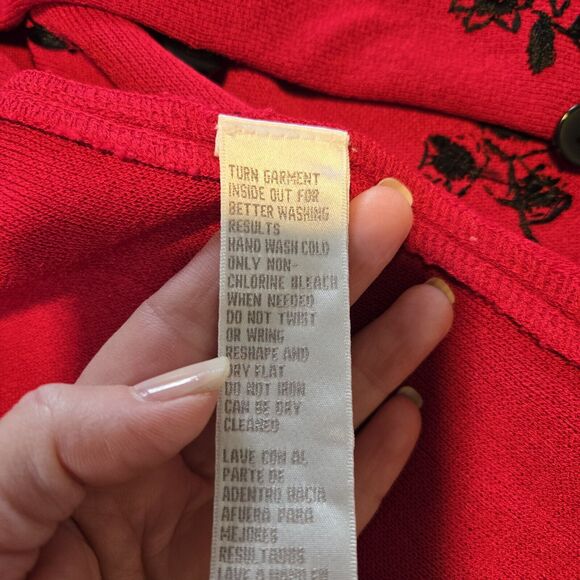 TURN GARMENT
INSIDE OUT FOR
BETTER WASHING
RESULTS
HAND WASH COLD
ONLY NON-
CHLORINE BLEACH
WHEN NEEDED
DO NOT TWIST
OR WRING
RESHAPE AND
DRY FLAT
DO NOT IRON
CAN BE DRY
CLEANED
LAVE CON AL
PARTE DE
ADENTRO HACIA
AFUERA PARA
MEJORES
RESULTADOS
LAVE A